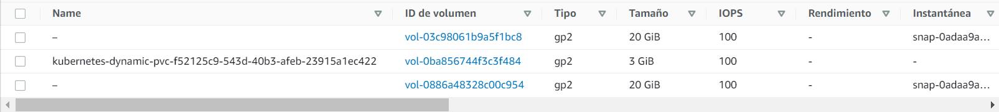 Name ID de volumen Tipo Tamaño IOPS Rendimiento Instantánea
– vol-03c98061b9a5f1bc8 gp2 20 GiB 100 - snap-0adaa9a...
kubernetes-dynamic-pvc-f52125c9-543d-40b3-afeb-23915a1ec422 vol-0ba856744f3c3f484 gp2 3 GiB 100 - -
– vol-0886a48328c00c954 gp2 20 GiB 100 - snap-0adaa9a...